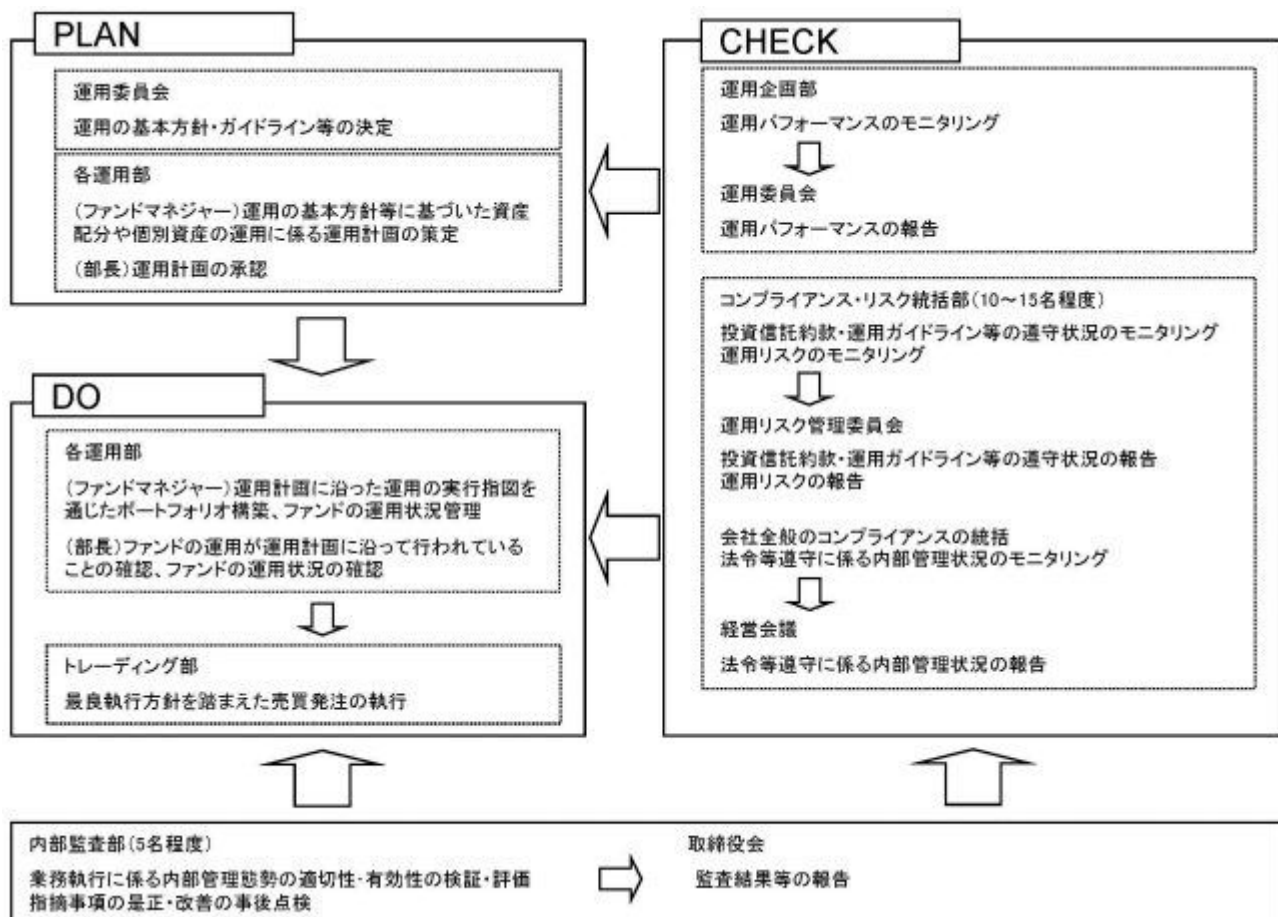 PLAN
運用委員会
運用の基本方針・ガイドライン等の決定
各運用部
(ファンドマネジャー)運用の基本方針等に基づいた資産
配分や個別資産の運用に係る運用計画の策定
(部長)運用計画の承認
DO
各運用部
(ファンドマネジャー)運用計画に沿った運用の実行指図を
通じたポートフォリオ構築、ファンドの運用状況管理
(部長)ファンドの運用が運用計画に沿って行われている
ことの確認、ファンドの運用状況の確認
トレーディング部
最良執行方針を踏まえた売買発注の執行
CHECK
運用企画部
運用パフォーマンスのモニタリング
運用委員会
運用パフォーマンスの報告
コンプライアンス・リスク統括部(10~15名程度)
投資信託約款・運用ガイドライン等の遵守状況のモニタリング
運用リスクのモニタリング
運用リスク管理委員会
投資信託約款・運用ガイドライン等の遵守状況の報告
運用リスクの報告
会社全般のコンプライアンスの統括
法令等遵守に係る内部管理状況のモニタリング
経営会議
法令等遵守に係る内部管理状況の報告
内部監査部(5名程度)
業務執行に係る内部管理態勢の適切性・有効性の検証・評価
指摘事項の是正・改善の事後点検
取締役会
監査結果等の報告